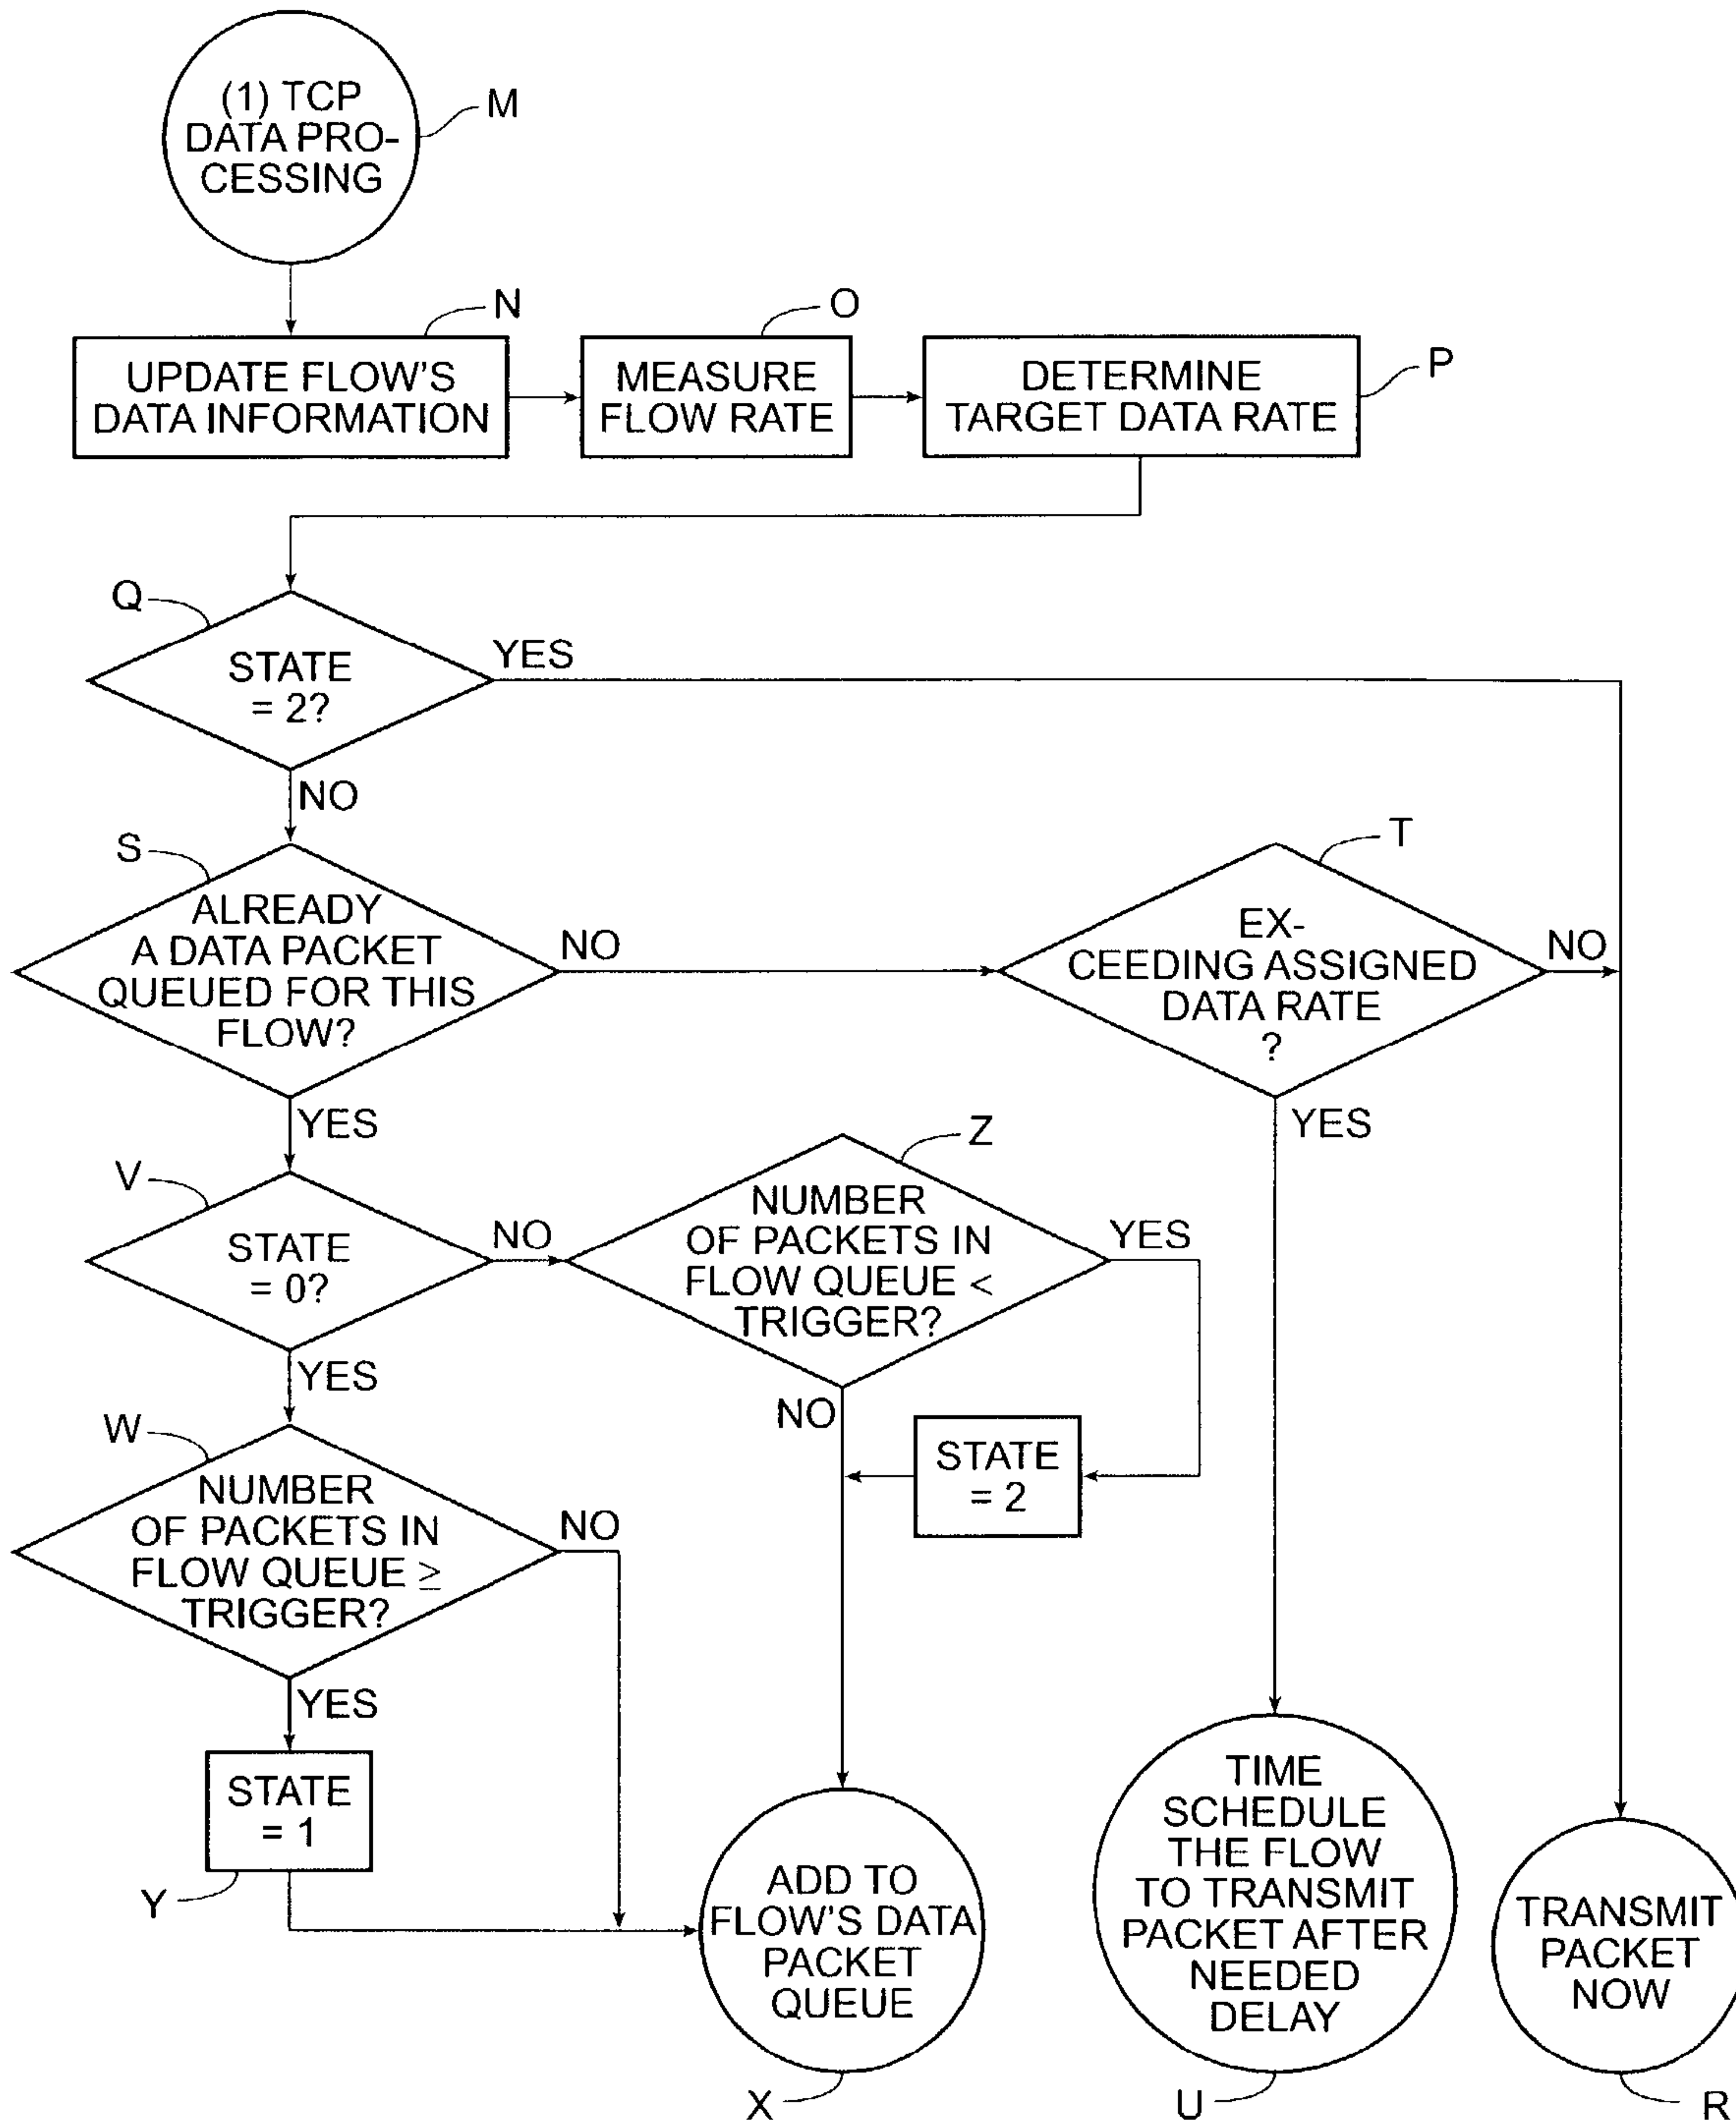 (1) TCP
DATA PRO-
CESSING
M
N
O
P
UPDATE FLOW'S
DATA INFORMATION
MEASURE
FLOW RATE
DETERMINE
TARGET DATA RATE
Q
STATE
= 2?
YES
NO
S
ALREADY
A DATA PACKET
QUEUED FOR THIS
FLOW?
NO
YES
T
EX-
CEEDING ASSIGNED
DATA RATE
?
NO
YES
V
STATE
= 0?
NO
YES
Z
NUMBER
OF PACKETS IN
FLOW QUEUE <
TRIGGER?
YES
NO
STATE
= 2
W
NUMBER
OF PACKETS IN
FLOW QUEUE ≥
TRIGGER?
NO
YES
STATE
= 1
Y
ADD TO
FLOW'S DATA
PACKET
QUEUE
X
TIME
SCHEDULE
THE FLOW
TO TRANSMIT
PACKET AFTER
NEEDED
DELAY
U
TRANSMIT
PACKET
NOW
R